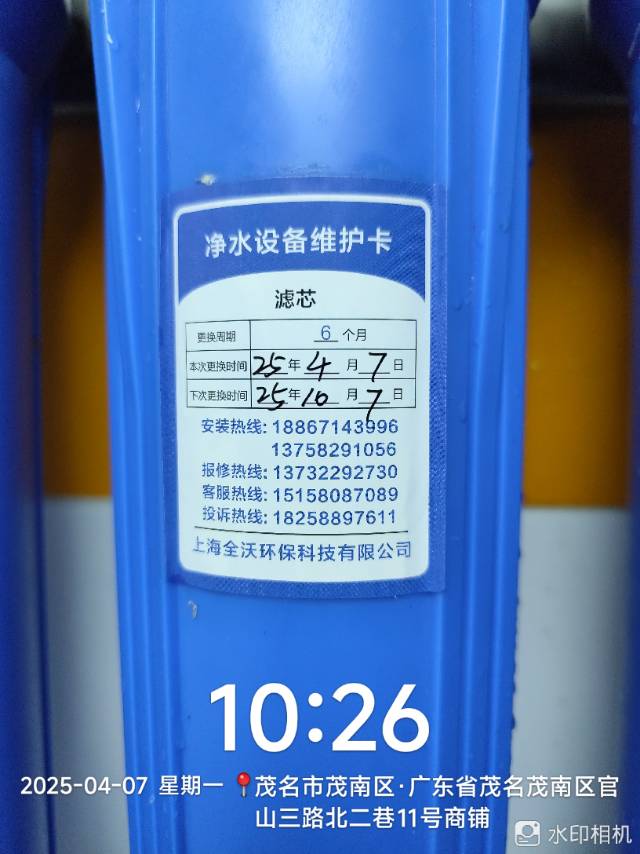 净水设备维护卡
滤芯
更换周期 6 个月
本次更换时间 25 年 4 月 7 日
下次更换时间 25 年 10 月 7 日
安装热线: 18867143996
13758291056
报修热线: 13732292730
客服热线: 15158087089
投诉热线: 18258897611
上海全沃环保科技有限公司
10:26
2025-04-07 星期一 茂名市茂南区·广东省茂名茂南区官
山三路北二巷11号商铺
水印相机